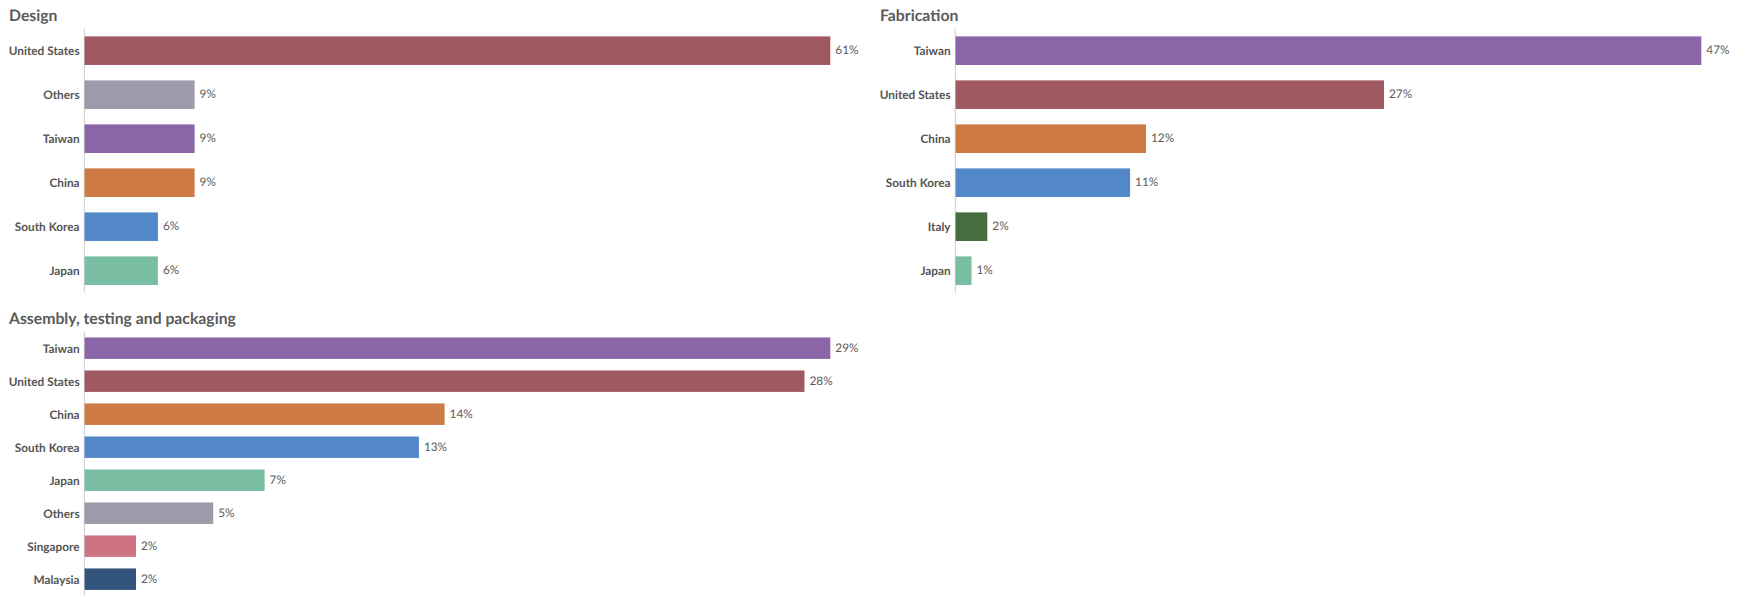 Design
United States 61%
Others 9%
Taiwan 9%
China 9%
South Korea 6%
Japan 6%
Fabrication
Taiwan 47%
United States 27%
China 12%
South Korea 11%
Italy 2%
Japan 1%
Assembly, testing and packaging
Taiwan 29%
United States 28%
China 14%
South Korea 13%
Japan 7%
Others 5%
Singapore 2%
Malaysia 2%